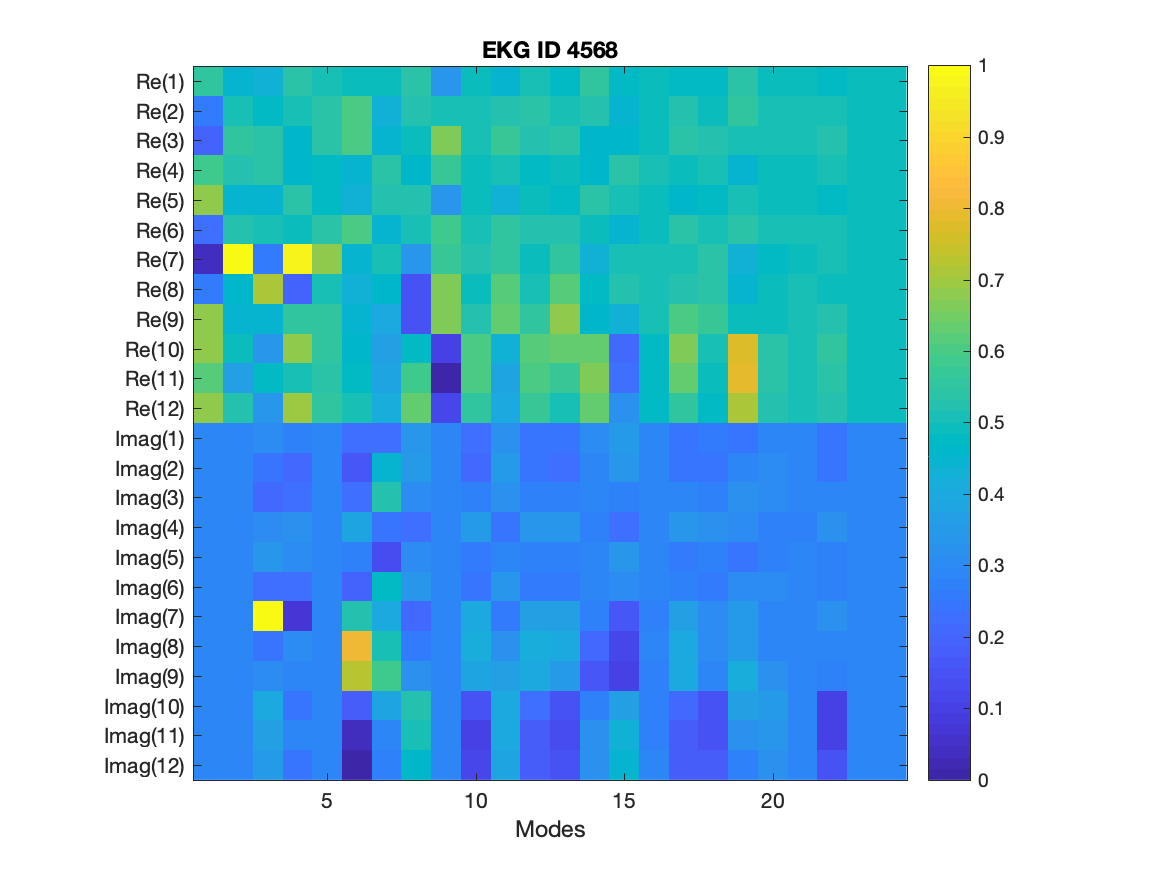 EKG ID 4568
Re(1)
Re(2)
Re(3)
Re(4)
Re(5)
Re(6)
Re(7)
Re(8)
Re(9)
Re(10)
Re(11)
Re(12)
Imag(1)
Imag(2)
Imag(3)
Imag(4)
Imag(5)
Imag(6)
Imag(7)
Imag(8)
Imag(9)
Imag(10)
Imag(11)
Imag(12)
5 10 15 20
Modes
1
0.9
0.8
0.7
0.6
0.5
0.4
0.3
0.2
0.1
0